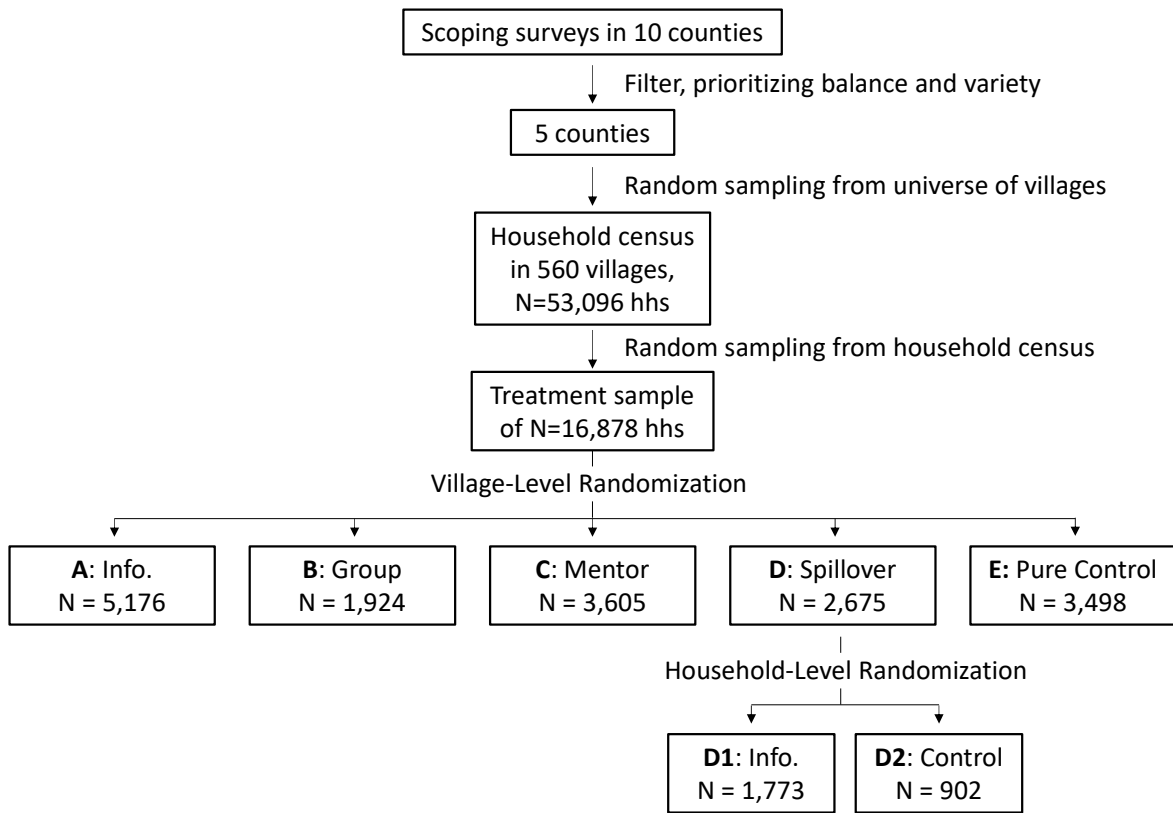 Scoping surveys in 10 counties
Filter, prioritizing balance and variety
5 counties
Random sampling from universe of villages
Household census
in 560 villages,
N=53,096 hhs
Random sampling from household census
Treatment sample
of N=16,878 hhs
Village-Level Randomization
A: Info.
N = 5,176
B: Group
N = 1,924
C: Mentor
N = 3,605
D: Spillover
N = 2,675
E: Pure Control
N = 3,498
Household-Level Randomization
D1: Info.
N = 1,773
D2: Control
N = 902